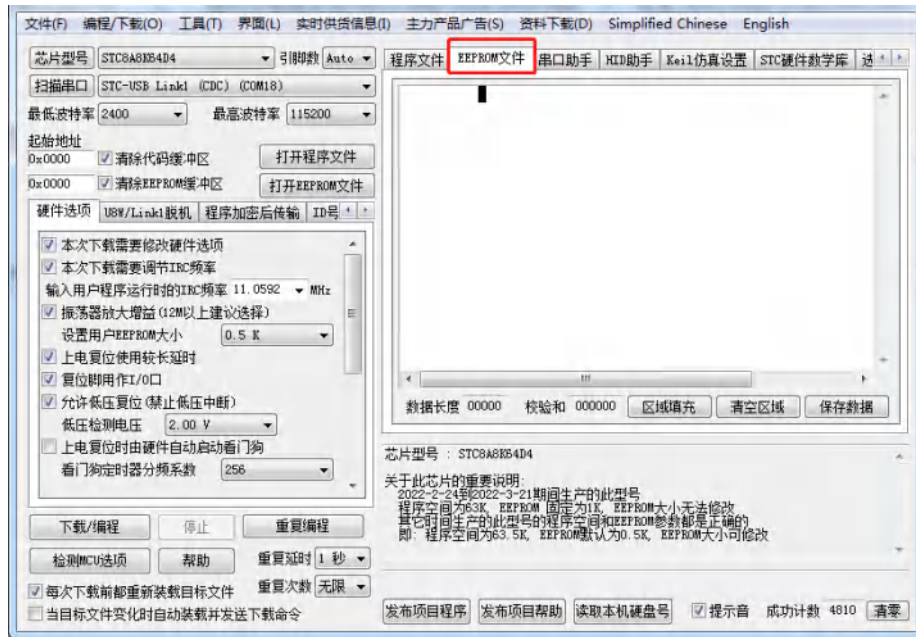 文件(F) 编程/下载(O) 工具(T) 界面(L) 实时供货信息(I) 主力产品广告(S) 资料下载(D) Simplified Chinese English
芯片型号 STC8A8K64D4 引脚数 Auto
扫描串口 STC-USB Link1 (CDC) (COM18)
最低波特率 2400 最高波特率 115200
起始地址
0x0000 清除代码缓冲区 打开程序文件
0x0000 清除EEPROM缓冲区 打开EEPROM文件
硬件选项 U8W/Link1脱机 程序加密后传输 ID号
本次下载需要修改硬件选项
本次下载需要调节IRC频率
输入用户程序运行时的IRC频率 11.0592 MHz
振荡器放大增益(12M以上建议选择)
设置用户EEPROM大小 0.5 K
上电复位使用较长延时
复位脚用作I/O口
允许低压复位(禁止低压中断)
低压检测电压 2.00 V
上电复位时由硬件自动启动看门狗
看门狗定时器分频系数 256
下载/编程 停止 重复编程
检测MCU选项 帮助 重复延时 1 秒
每次下载前都重新装载目标文件 重复次数 无限
当目标文件变化时自动装载并发送下载命令
程序文件 EEPROM文件 串口助手 HID助手 Keil仿真设置 STC硬件数学库 选
数据长度 00000 校验和 000000 区域填充 清空区域 保存数据
芯片型号 : STC8A8K64D4
关于此芯片的重要说明:
2022-2-24到2022-3-21期间生产的此型号
程序空间为63K, EEPROM 固定为1K, EEPROM大小无法修改
其它时间生产的此型号的程序空间和EEPROM参数都是正确的
即: 程序空间为63.5K, EEPROM默认为0.5K, EEPROM大小可修改
发布项目程序 发布项目帮助 读取本机硬盘号 提示音 成功计数 4810 清零